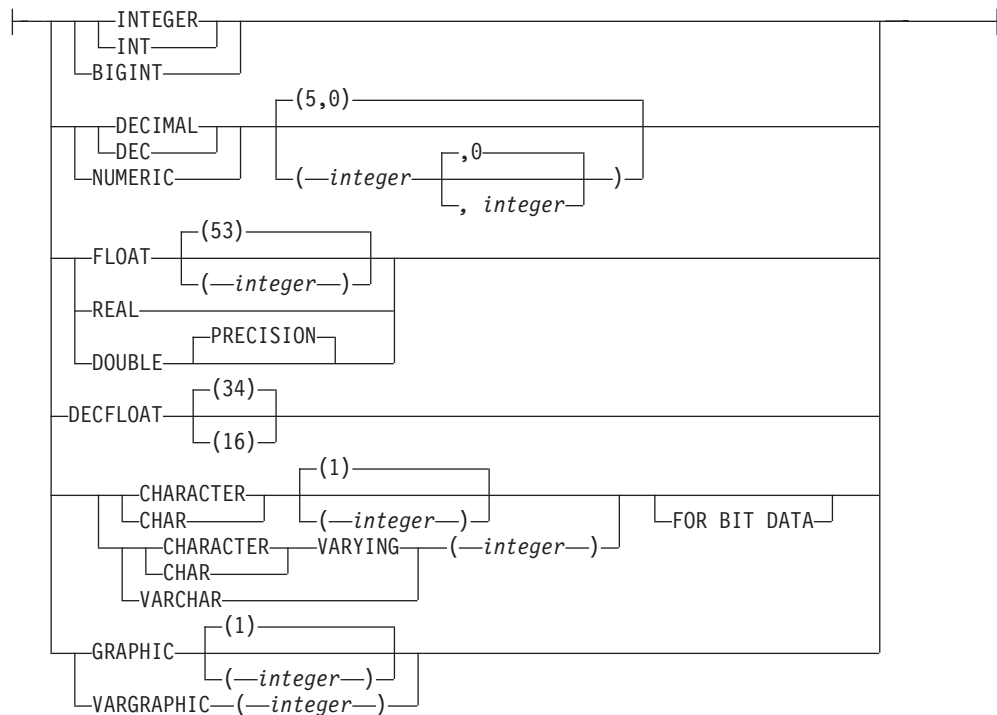 INTEGER
INT
BIGINT
(5,0)
DECIMAL
DEC
,0
NUMERIC
( integer )
, integer
(53)
FLOAT
( integer )
REAL
PRECISION
DOUBLE
(34)
DECFLOAT
(16)
(1)
CHARACTER
CHAR
( integer )
FOR BIT DATA
CHARACTER VARYING ( integer )
CHAR
VARCHAR
(1)
GRAPHIC
( integer )
VARGRAPHIC ( integer )